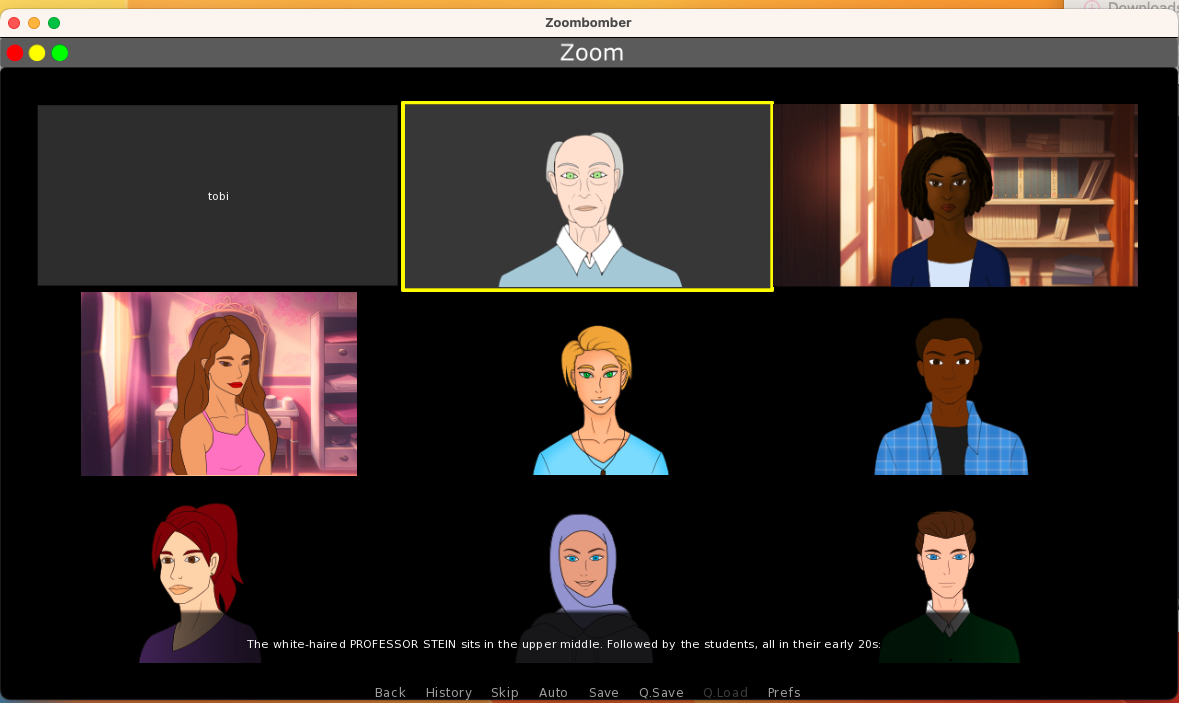 Downloads
Zoombomber
Zoom
tobi
The white-haired PROFESSOR STEIN sits in the upper middle. Followed by the students, all in their early 20s:
Back History Skip Auto Save Q.Save Q.Load Prefs